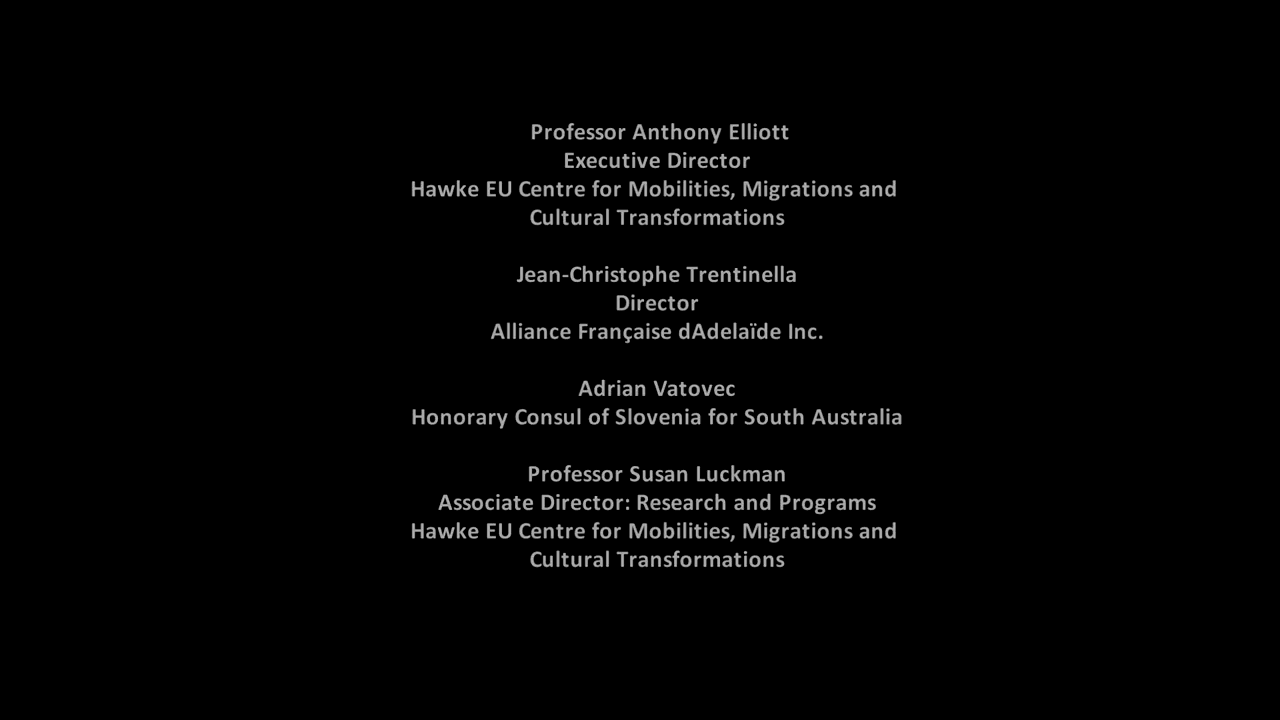 Professor Anthony Elliott
Executive Director
Hawke EU Centre for Mobilities, Migrations and
Cultural Transformations
Jean-Christophe Trentinella
Director
Alliance Française dAdelaïde Inc.
Adrian Vatovec
Honorary Consul of Slovenia for South Australia
Professor Susan Luckman
Associate Director: Research and Programs
Hawke EU Centre for Mobilities, Migrations and
Cultural Transformations